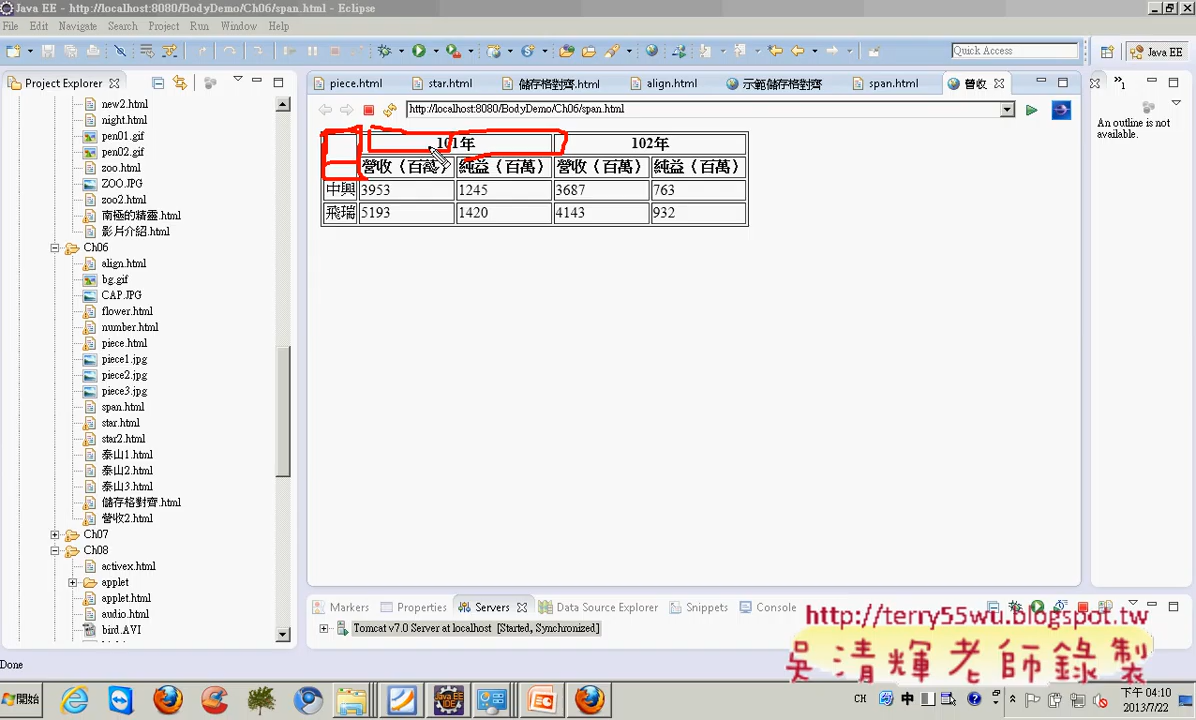 Java EE - http://localhost:8080/BodyDemo/Ch06/span.html - Eclipse
File Edit Navigate Search Project Run Window Help
Quick Access
Java EE
Project Explorer
new2.html
night.html
pen01.gif
pen02.gif
zoo.html
ZOO.JPG
zoo2.html
南極的精靈.html
影片介紹.html
Ch06
align.html
bg.gif
CAP.JPG
flower.html
number.html
piece.html
piece1.jpg
piece2.jpg
piece3.jpg
span.html
star.html
star2.html
泰山1.html
泰山2.html
泰山3.html
儲存格對齊.html
營收2.html
Ch07
Ch08
activex.html
applet
applet.html
audio.html
bird.AVI
piece.html star.html 儲存格對齊.html align.html 示範儲存格對齊 span.html 營收
http://localhost:8080/BodyDemo/Ch06/span.html
101年 102年
營收（百萬） 純益（百萬） 營收（百萬） 純益（百萬）
中興 3953 1245 3687 763
飛瑞 5193 1420 4143 932
1
An outline is not available.
Markers Properties Servers Data Source Explorer Snippets Console
Tomcat v7.0 Server at localhost [Started, Synchronized]
http://terry55wu.blogspot.tw
吳清輝老師錄製
Done
開始
CH
中
下午 04:10
2013/7/22